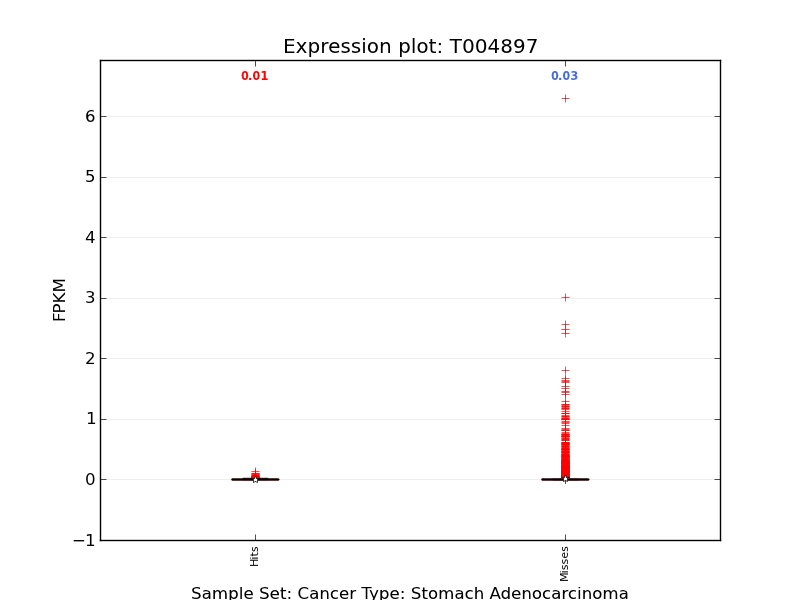 Expression plot: T004897
0.01
0.03
6
5
4
3
2
1
0
−1
FPKM
Hits
Misses
Sample Set: Cancer Type: Stomach Adenocarcinoma